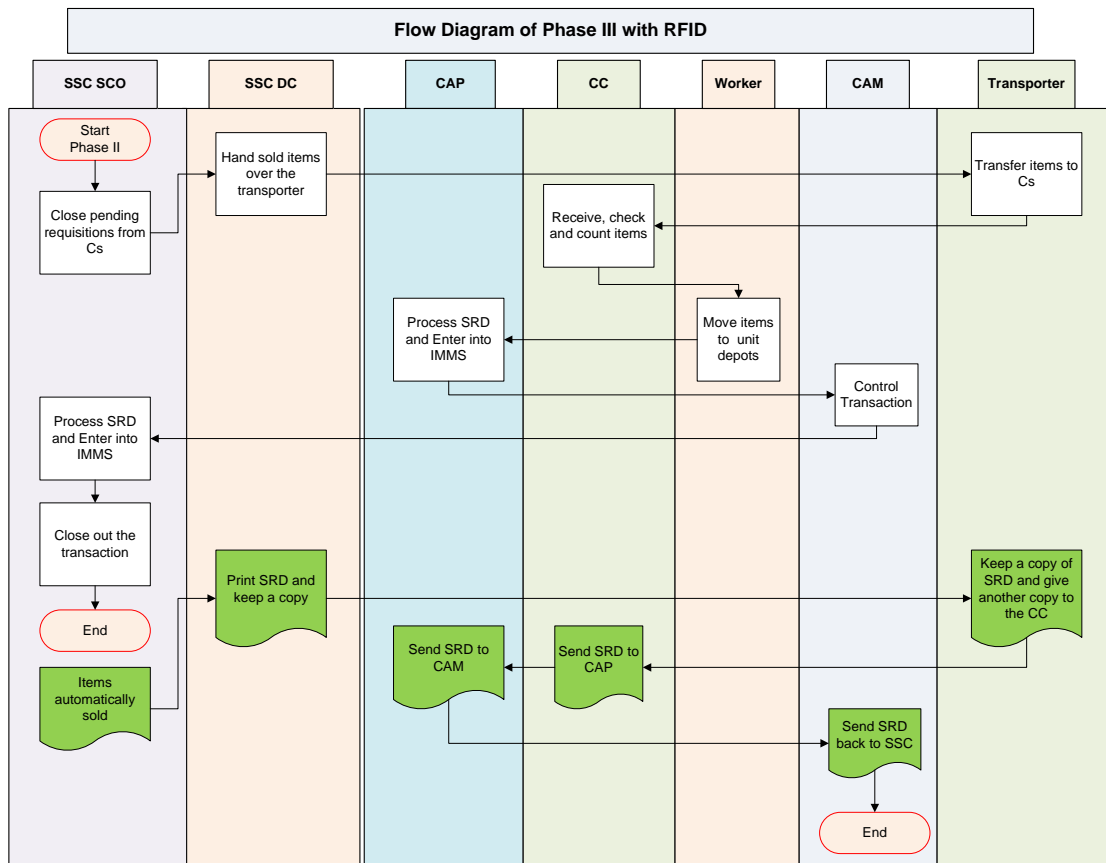 Flow Diagram of Phase III with RFID
SSC SCO
SSC DC
CAP
CC
Worker
CAM
Transporter
Start
Phase II
Hand sold items
over the
transporter
Transfer items to
Cs
Close pending
requisitions from
Cs
Receive, check
and count items
Process SRD
and Enter into
IMMS
Move items
to unit
depots
Control
Transaction
Process SRD
and Enter into
IMMS
Close out the
transaction
Print SRD and
keep a copy
Keep a copy of
SRD and give
another copy to
the CC
End
Send SRD to
CAM
Send SRD to
CAP
Items
automatically
sold
Send SRD
back to SSC
End